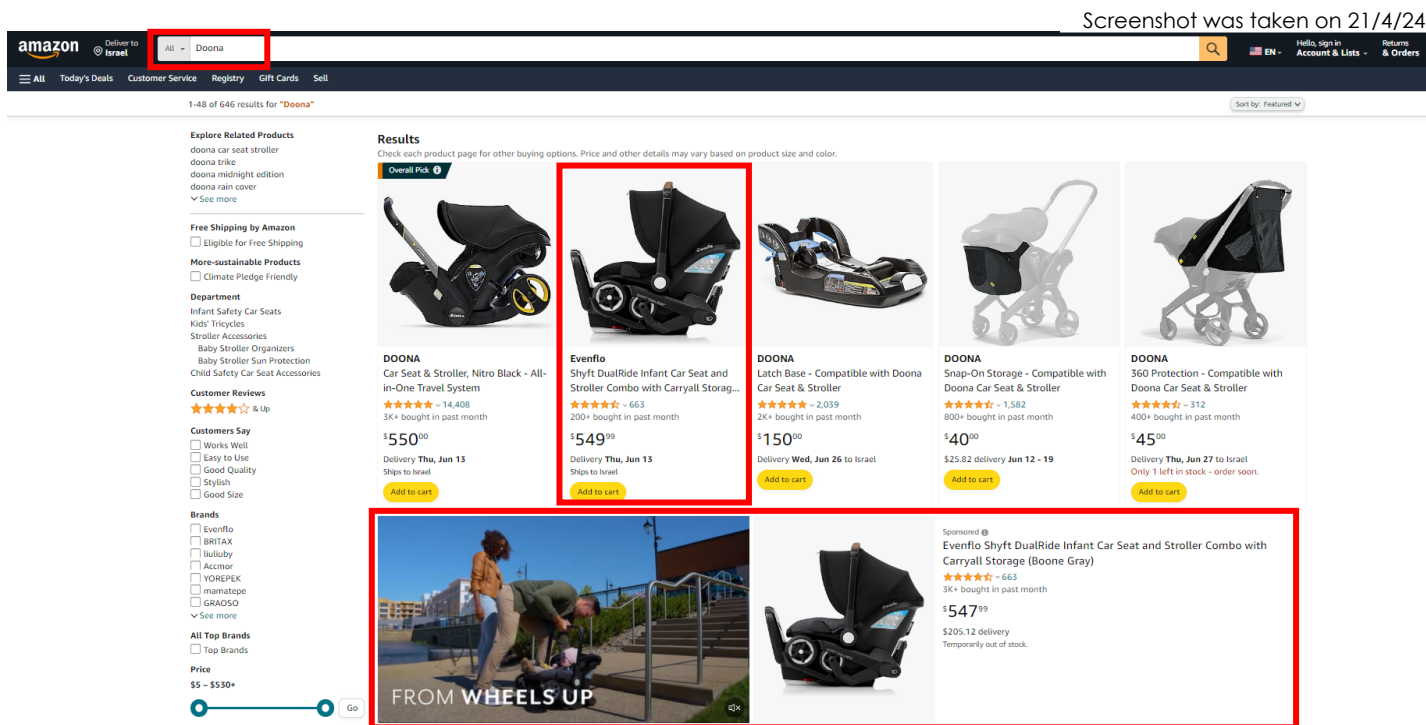 Screenshot was taken on 21/4/24
amazon
Deliver to
Israel
All
Doona
EN
Hello, sign in
Account & Lists
Returns
& Orders
All Today's Deals Customer Service Registry Gift Cards Sell
1-48 of 646 results for "Doona"
Sort by: Featured
Explore Related Products
doona car seat stroller
doona trike
doona midnight edition
doona rain cover
See more
Free Shipping by Amazon
Eligible for Free Shipping
More-sustainable Products
Climate Pledge Friendly
Department
Infant Safety Car Seats
Kids' Tricycles
Stroller Accessories
Baby Stroller Organizers
Baby Stroller Sun Protection
Child Safety Car Seat Accessories
Customer Reviews
& Up
Customers Say
Works Well
Easy to Use
Good Quality
Stylish
Good Size
Brands
Evenflo
BRITAX
liuliuby
Accmor
YOREPEK
mamatepe
GRAOSO
See more
All Top Brands
Top Brands
Price
$5 – $530+
Go
Results
Check each product page for other buying options. Price and other details may vary based on product size and color.
Overall Pick
DOONA
Car Seat & Stroller, Nitro Black - All-
in-One Travel System
14,408
3K+ bought in past month
$55000
Delivery Thu, Jun 13
Ships to Israel
Add to cart
Evenflo
Shyft DualRide Infant Car Seat and
Stroller Combo with Carryall Storag...
663
200+ bought in past month
$54999
Delivery Thu, Jun 13
Ships to Israel
Add to cart
DOONA
Latch Base - Compatible with Doona
Car Seat & Stroller
2,039
2K+ bought in past month
$15000
Delivery Wed, Jun 26 to Israel
Add to cart
DOONA
Snap-On Storage - Compatible with
Doona Car Seat & Stroller
1,582
800+ bought in past month
$4000
$25.82 delivery Jun 12 - 19
Add to cart
DOONA
360 Protection - Compatible with
Doona Car Seat & Stroller
312
400+ bought in past month
$4500
Delivery Thu, Jun 27 to Israel
Only 1 left in stock - order soon.
Add to cart
FROM WHEELS UP
Sponsored
Evenflo Shyft DualRide Infant Car Seat and Stroller Combo with
Carryall Storage (Boone Gray)
663
3K+ bought in past month
$54799
$205.12 delivery
Temporarily out of stock.